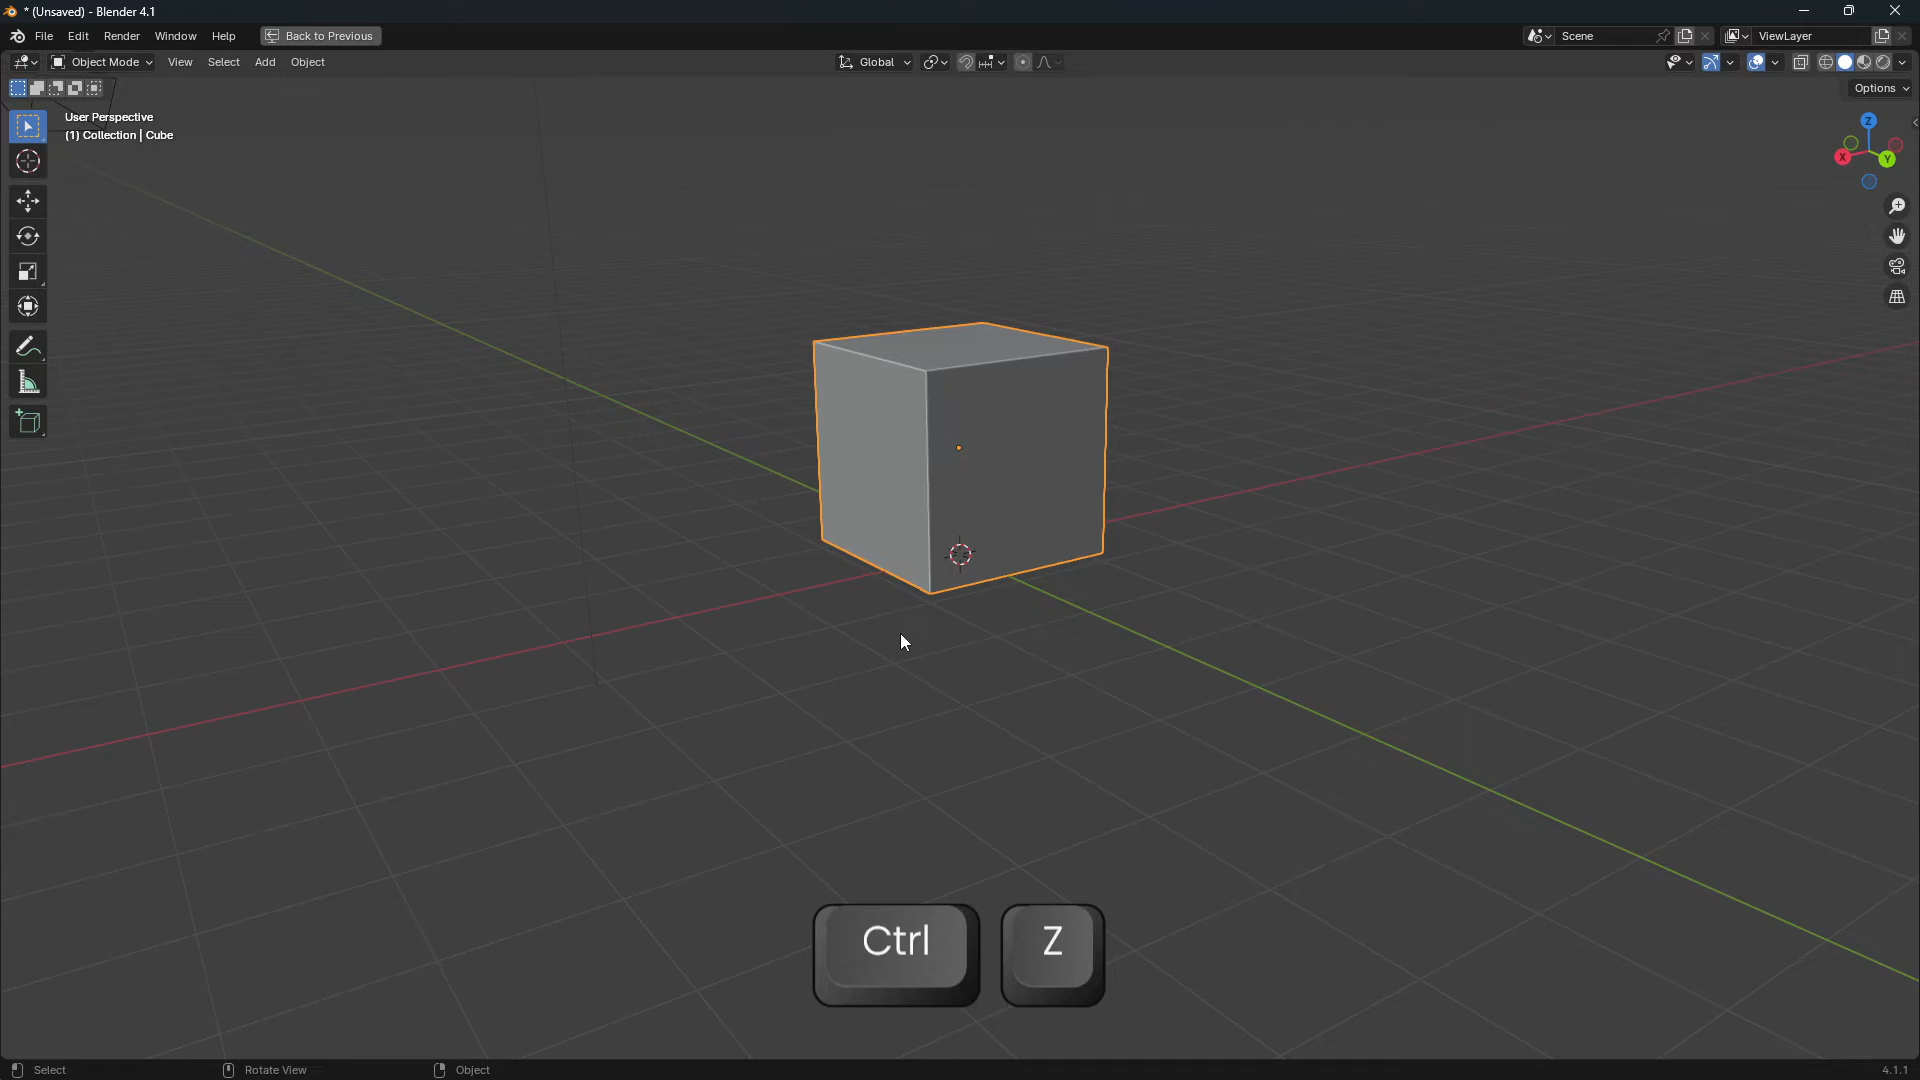 * (Unsaved) - Blender 4.1
File Edit Render Window Help Back to Previous Scene ViewLayer
Object Mode View Select Add Object Global
Options
User Perspective
(1) Collection | Cube
Z
X
Y
Ctrl Z
Select Rotate View Object 4.1.1